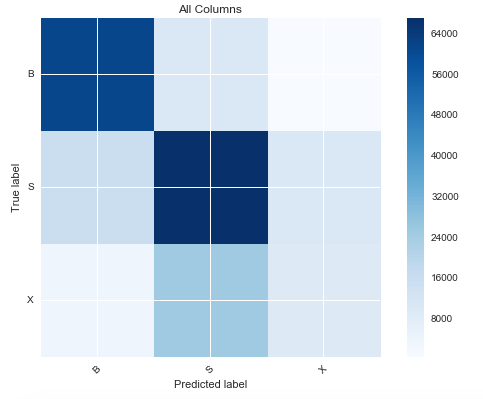 All Columns
B
S
X
True label
B
S
X
Predicted label
64000
56000
48000
40000
32000
24000
16000
8000